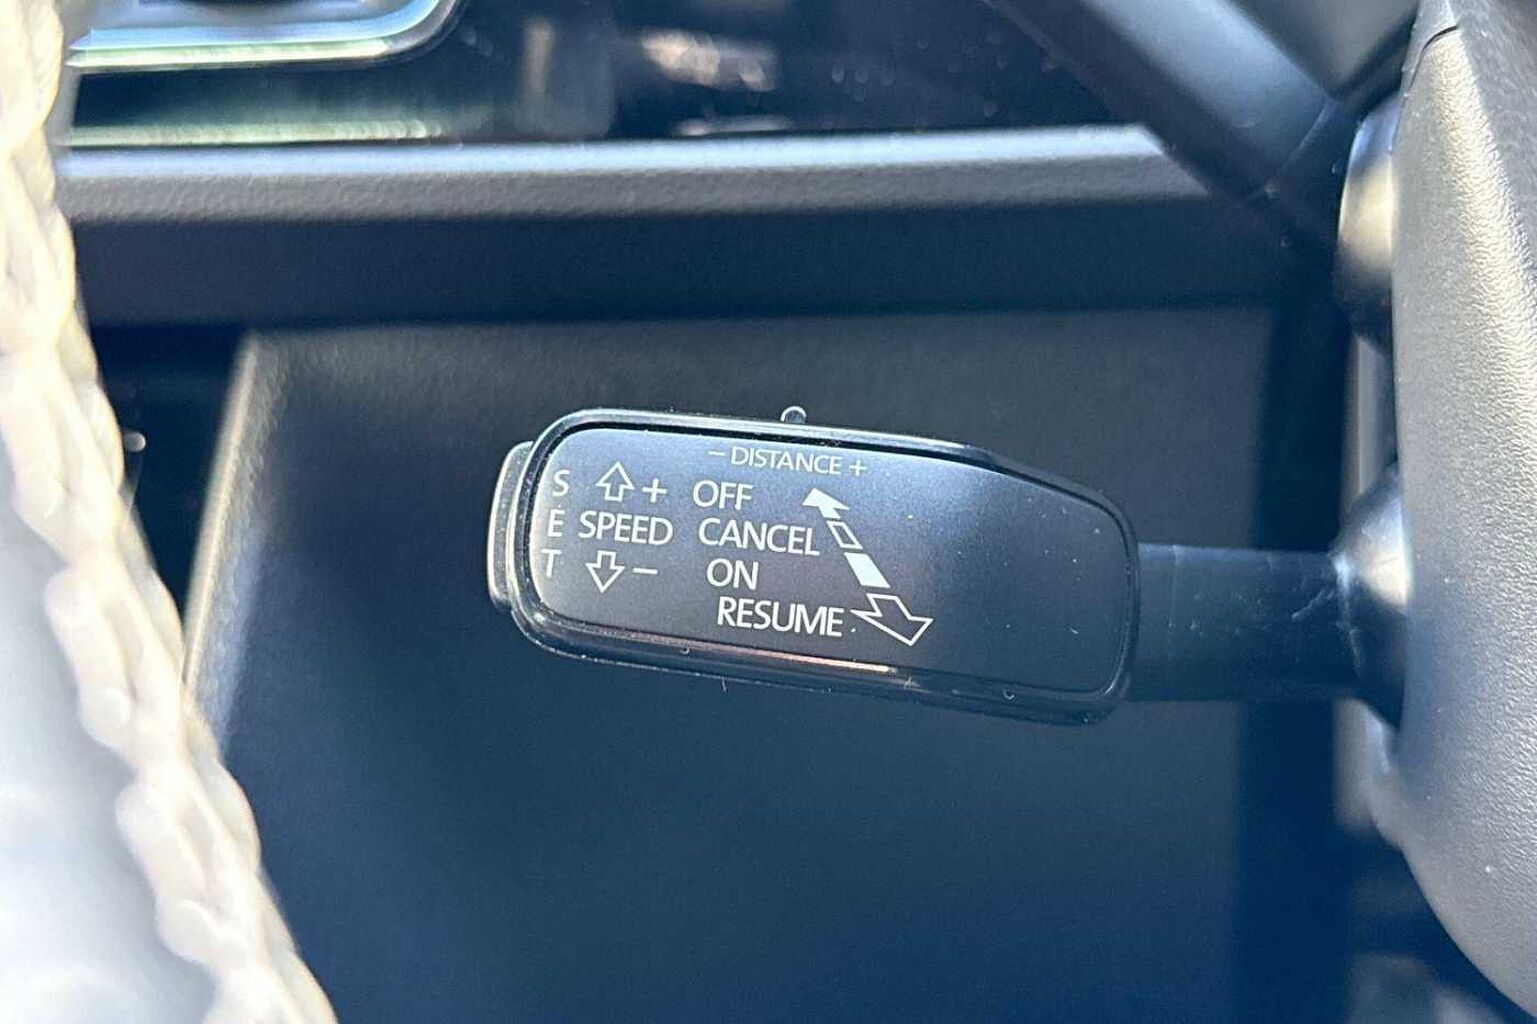 − DISTANCE +
S + OFF
E SPEED CANCEL
T − ON
RESUME